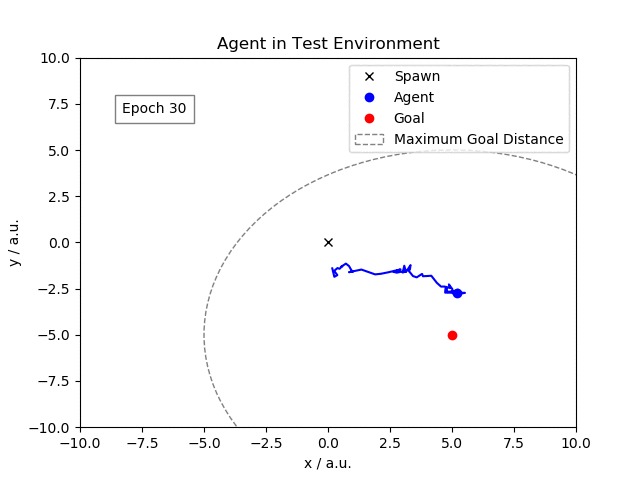 Agent in Test Environment
10.0
7.5
5.0
2.5
0.0
−2.5
−5.0
−7.5
−10.0
y / a.u.
Epoch 30
Spawn
Agent
Goal
Maximum Goal Distance
−10.0 −7.5 −5.0 −2.5 0.0 2.5 5.0 7.5 10.0
x / a.u.